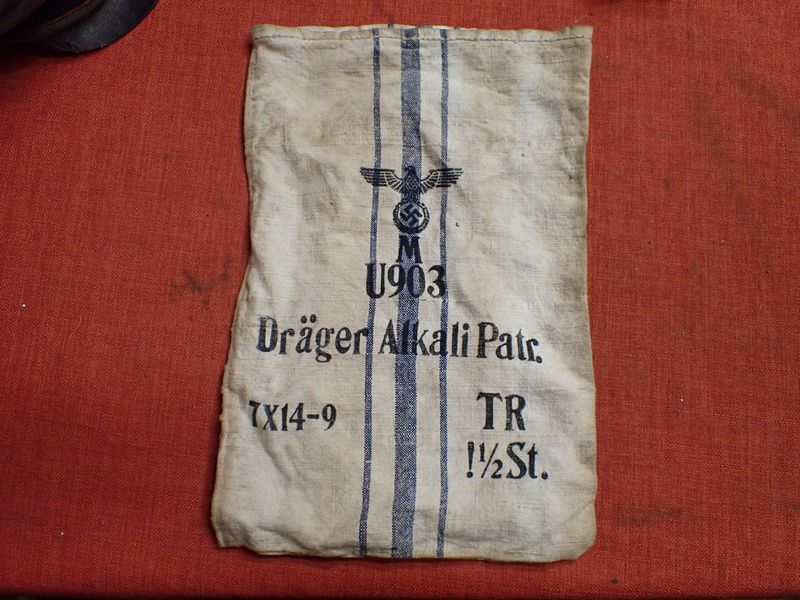 M
U903
Dräger Alkali Patr.
7X14-9
TR
!½St.